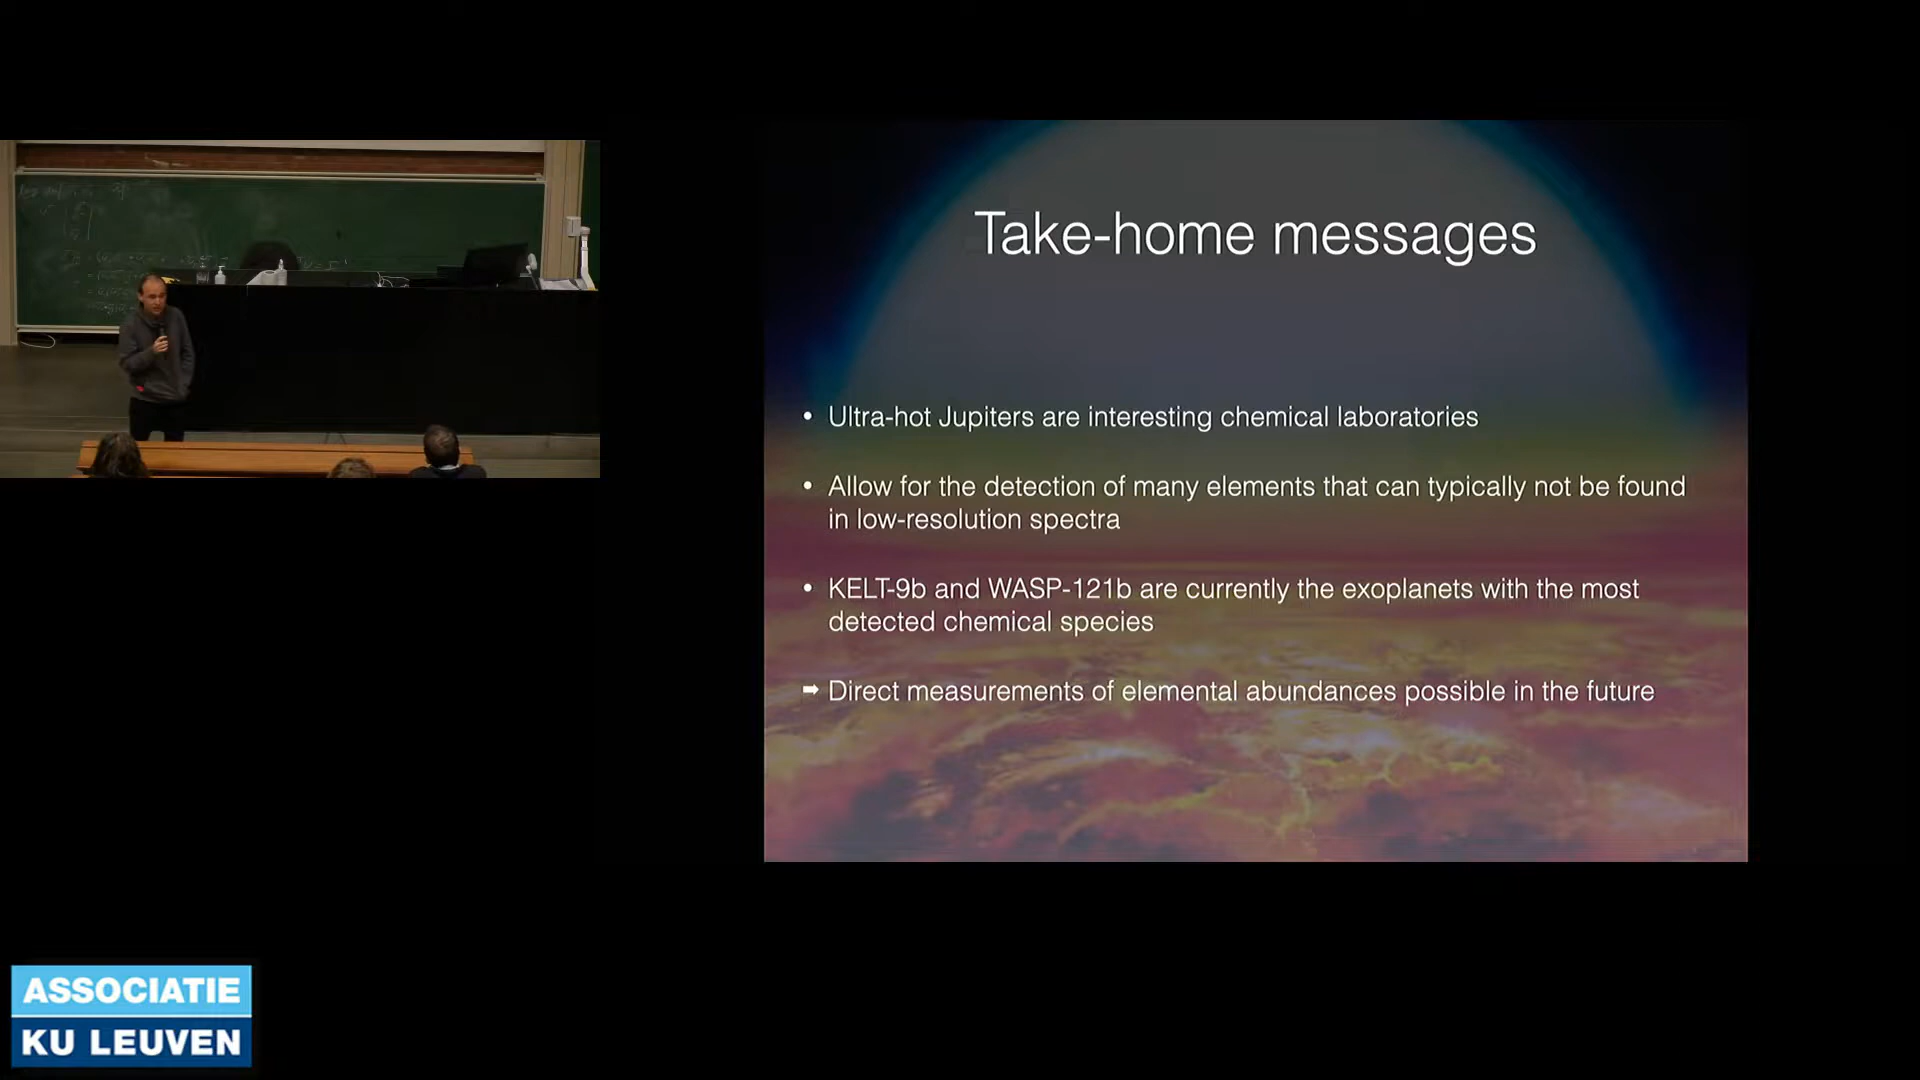 Take-home messages
• Ultra-hot Jupiters are interesting chemical laboratories
• Allow for the detection of many elements that can typically not be found
in low-resolution spectra
• KELT-9b and WASP-121b are currently the exoplanets with the most
detected chemical species
➡ Direct measurements of elemental abundances possible in the future
ASSOCIATIE
KU LEUVEN